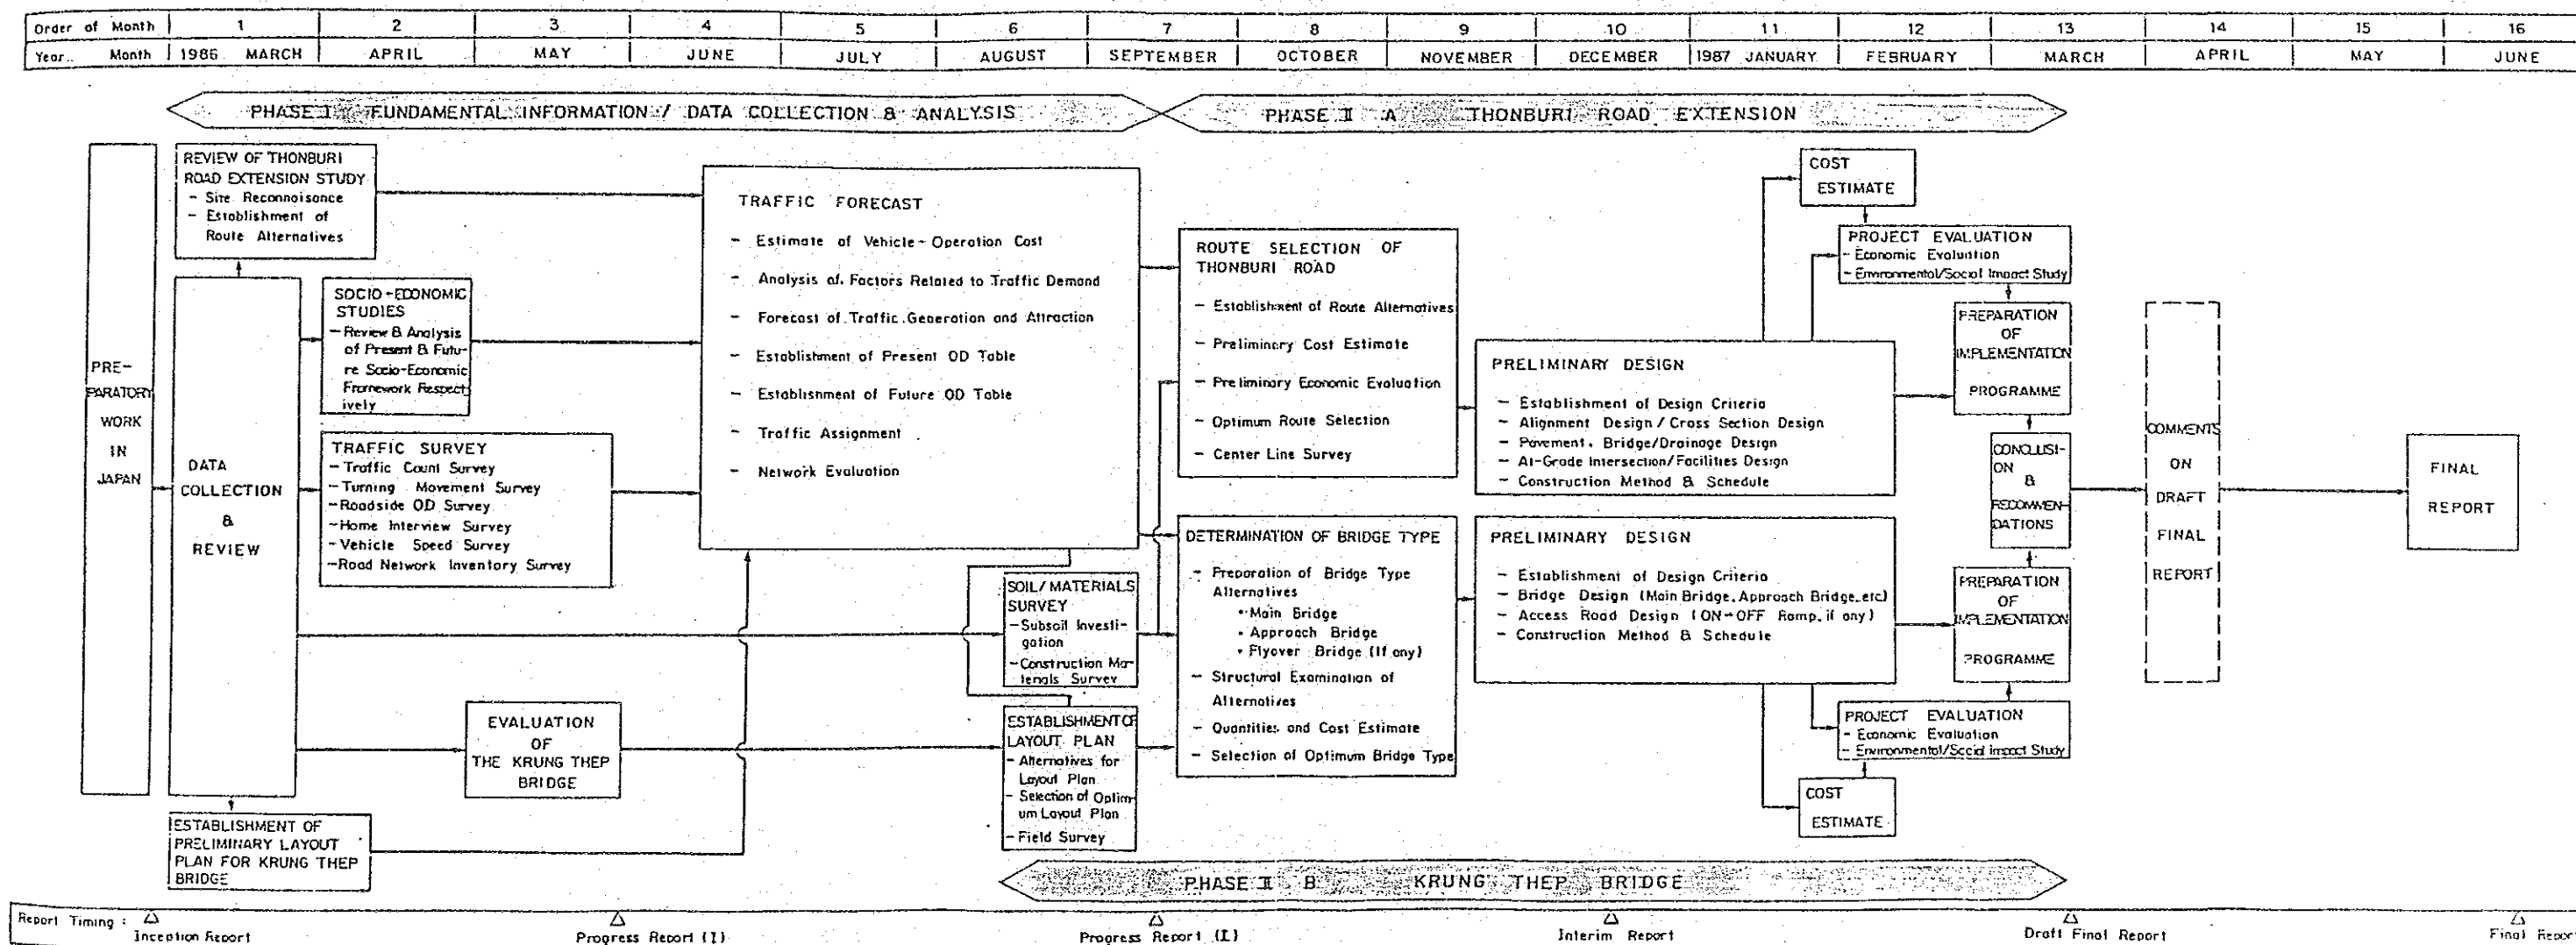 Order of Month 1 2 3 4 5 6 7 8 9 10 11 12 13 14 15 16
Year.. Month 1986 MARCH APRIL MAY JUNE JULY AUGUST SEPTEMBER OCTOBER NOVEMBER DECEMBER 1987 JANUARY FEBRUARY MARCH APRIL MAY JUNE
PHASE I FUNDAMENTAL INFORMATION / DATA COLLECTION & ANALYSIS
PHASE II A THONBURI ROAD EXTENSION
PRE-
PARATORY
WORK
IN
JAPAN
REVIEW OF THONBURI
ROAD EXTENSION STUDY
- Site Reconnoisance
- Establishment of
Route Alternatives
DATA
COLLECTION
&
REVIEW
ESTABLISHMENT OF
PRELIMINARY LAYOUT
PLAN FOR KRUNG THEP
BRIDGE
SOCIO-ECONOMIC
STUDIES
- Review & Analysis
of Present & Futu-
re Socio-Economic
Framework Respect-
ively
TRAFFIC SURVEY
- Traffic Count Survey
- Turning Movement Survey
- Roadside OD Survey
- Home Interview Survey
- Vehicle Speed Survey
- Road Network Inventory Survey
EVALUATION
OF
THE KRUNG THEP
BRIDGE
TRAFFIC FORECAST
- Estimate of Vehicle-Operation Cost
- Analysis of Factors Related to Traffic Demand
- Forecast of Traffic Generation and Attraction
- Establishment of Present OD Table
- Establishment of Future OD Table
- Traffic Assignment
- Network Evaluation
SOIL/MATERIALS
SURVEY
- Subsoil Investi-
gation
- Construction Ma-
terials Survey
ESTABLISHMENT OF
LAYOUT PLAN
- Alternatives for
Layout Plan
- Selection of Optim-
um Layout Plan
- Field Survey
ROUTE SELECTION OF
THONBURI ROAD
- Establishment of Route Alternatives
- Preliminary Cost Estimate
- Preliminary Economic Evaluation
- Optimum Route Selection
- Center Line Survey
DETERMINATION OF BRIDGE TYPE
- Preparation of Bridge Type
Alternatives
• Main Bridge
• Approach Bridge
• Flyover Bridge (If any)
- Structural Examination of
Alternatives
- Quantities and Cost Estimate
- Selection of Optimum Bridge Type
PRELIMINARY DESIGN
- Establishment of Design Criteria
- Alignment Design / Cross Section Design
- Pavement, Bridge/Drainage Design
- At-Grade Intersection/Facilities Design
- Construction Method & Schedule
PRELIMINARY DESIGN
- Establishment of Design Criteria
- Bridge Design (Main Bridge, Approach Bridge, etc)
- Access Road Design (ON-OFF Ramp, if any)
- Construction Method & Schedule
COST
ESTIMATE
PROJECT EVALUATION
- Economic Evaluation
- Environmental/Social Impact Study
PREPARATION
OF
IMPLEMENTATION
PROGRAMME
CONCLUSI-
ON
&
RECOMMEN-
DATIONS
PREPARATION
OF
IMPLEMENTATION
PROGRAMME
PROJECT EVALUATION
- Economic Evaluation
- Environmental/Social Impact Study
COST
ESTIMATE
COMMENTS
ON
DRAFT
FINAL
REPORT
FINAL
REPORT
PHASE II B KRUNG THEP BRIDGE
Report Timing :
Inception Report
Progress Report (I)
Progress Report (I)
Interim Report
Draft Final Report
Final Report